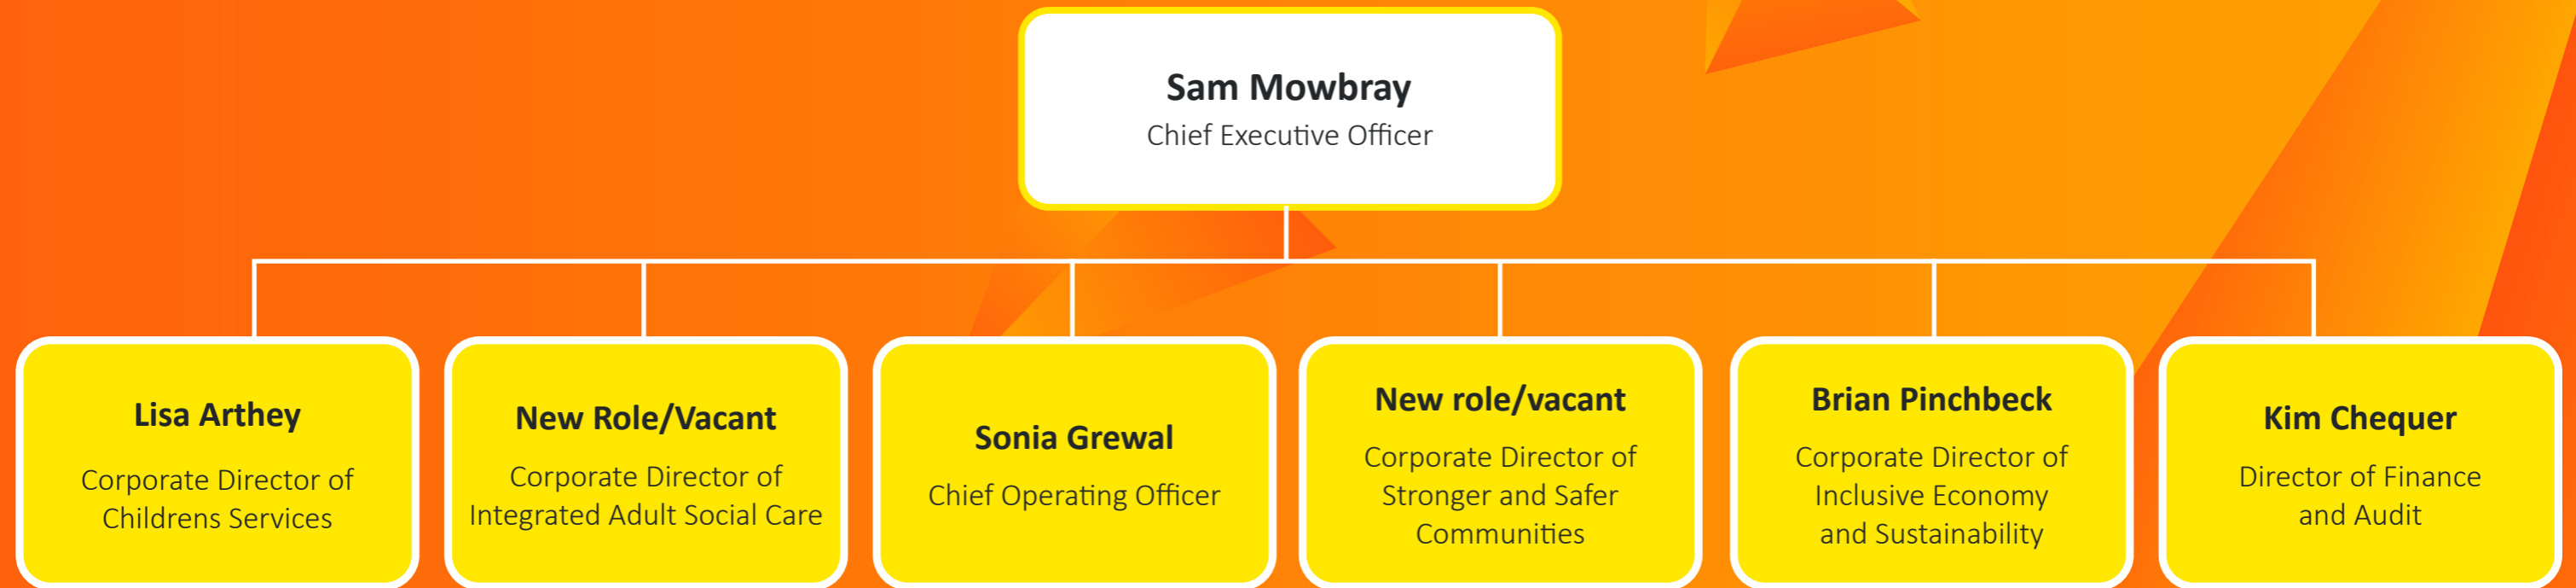 Sam Mowbray
Chief Executive Officer
Lisa Arthey
Corporate Director of
Childrens Services
New Role/Vacant
Corporate Director of
Integrated Adult Social Care
Sonia Grewal
Chief Operating Officer
New role/vacant
Corporate Director of
Stronger and Safer
Communities
Brian Pinchbeck
Corporate Director of
Inclusive Economy
and Sustainability
Kim Chequer
Director of Finance
and Audit